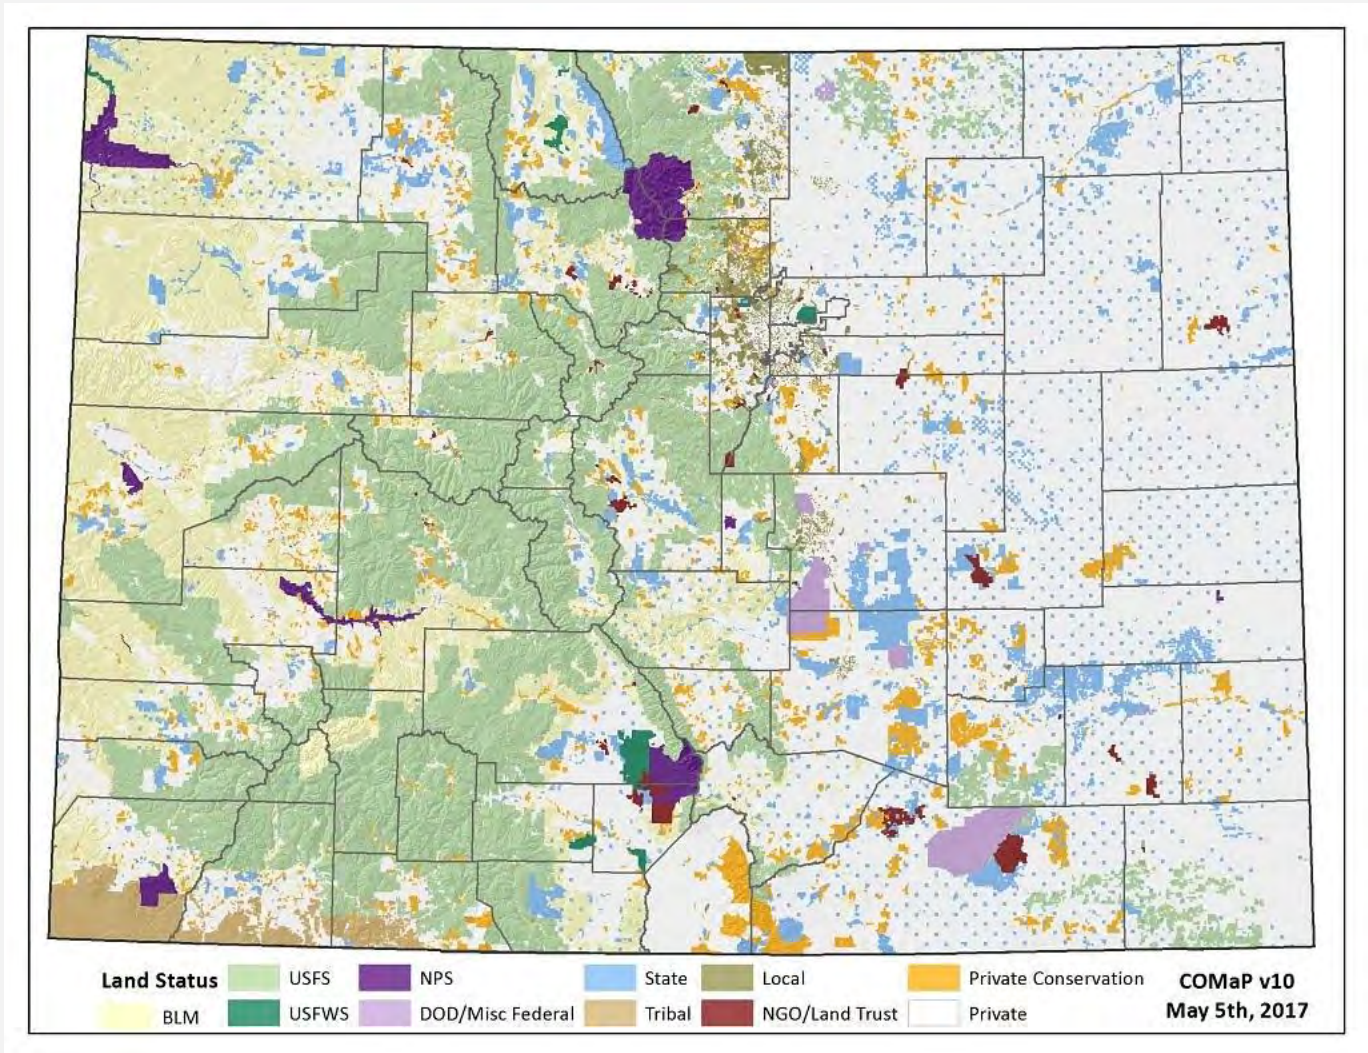 Land Status
USFS
NPS
State
Local
Private Conservation
COMaP v10
BLM
USFWS
DOD/Misc Federal
Tribal
NGO/Land Trust
Private
May 5th, 2017